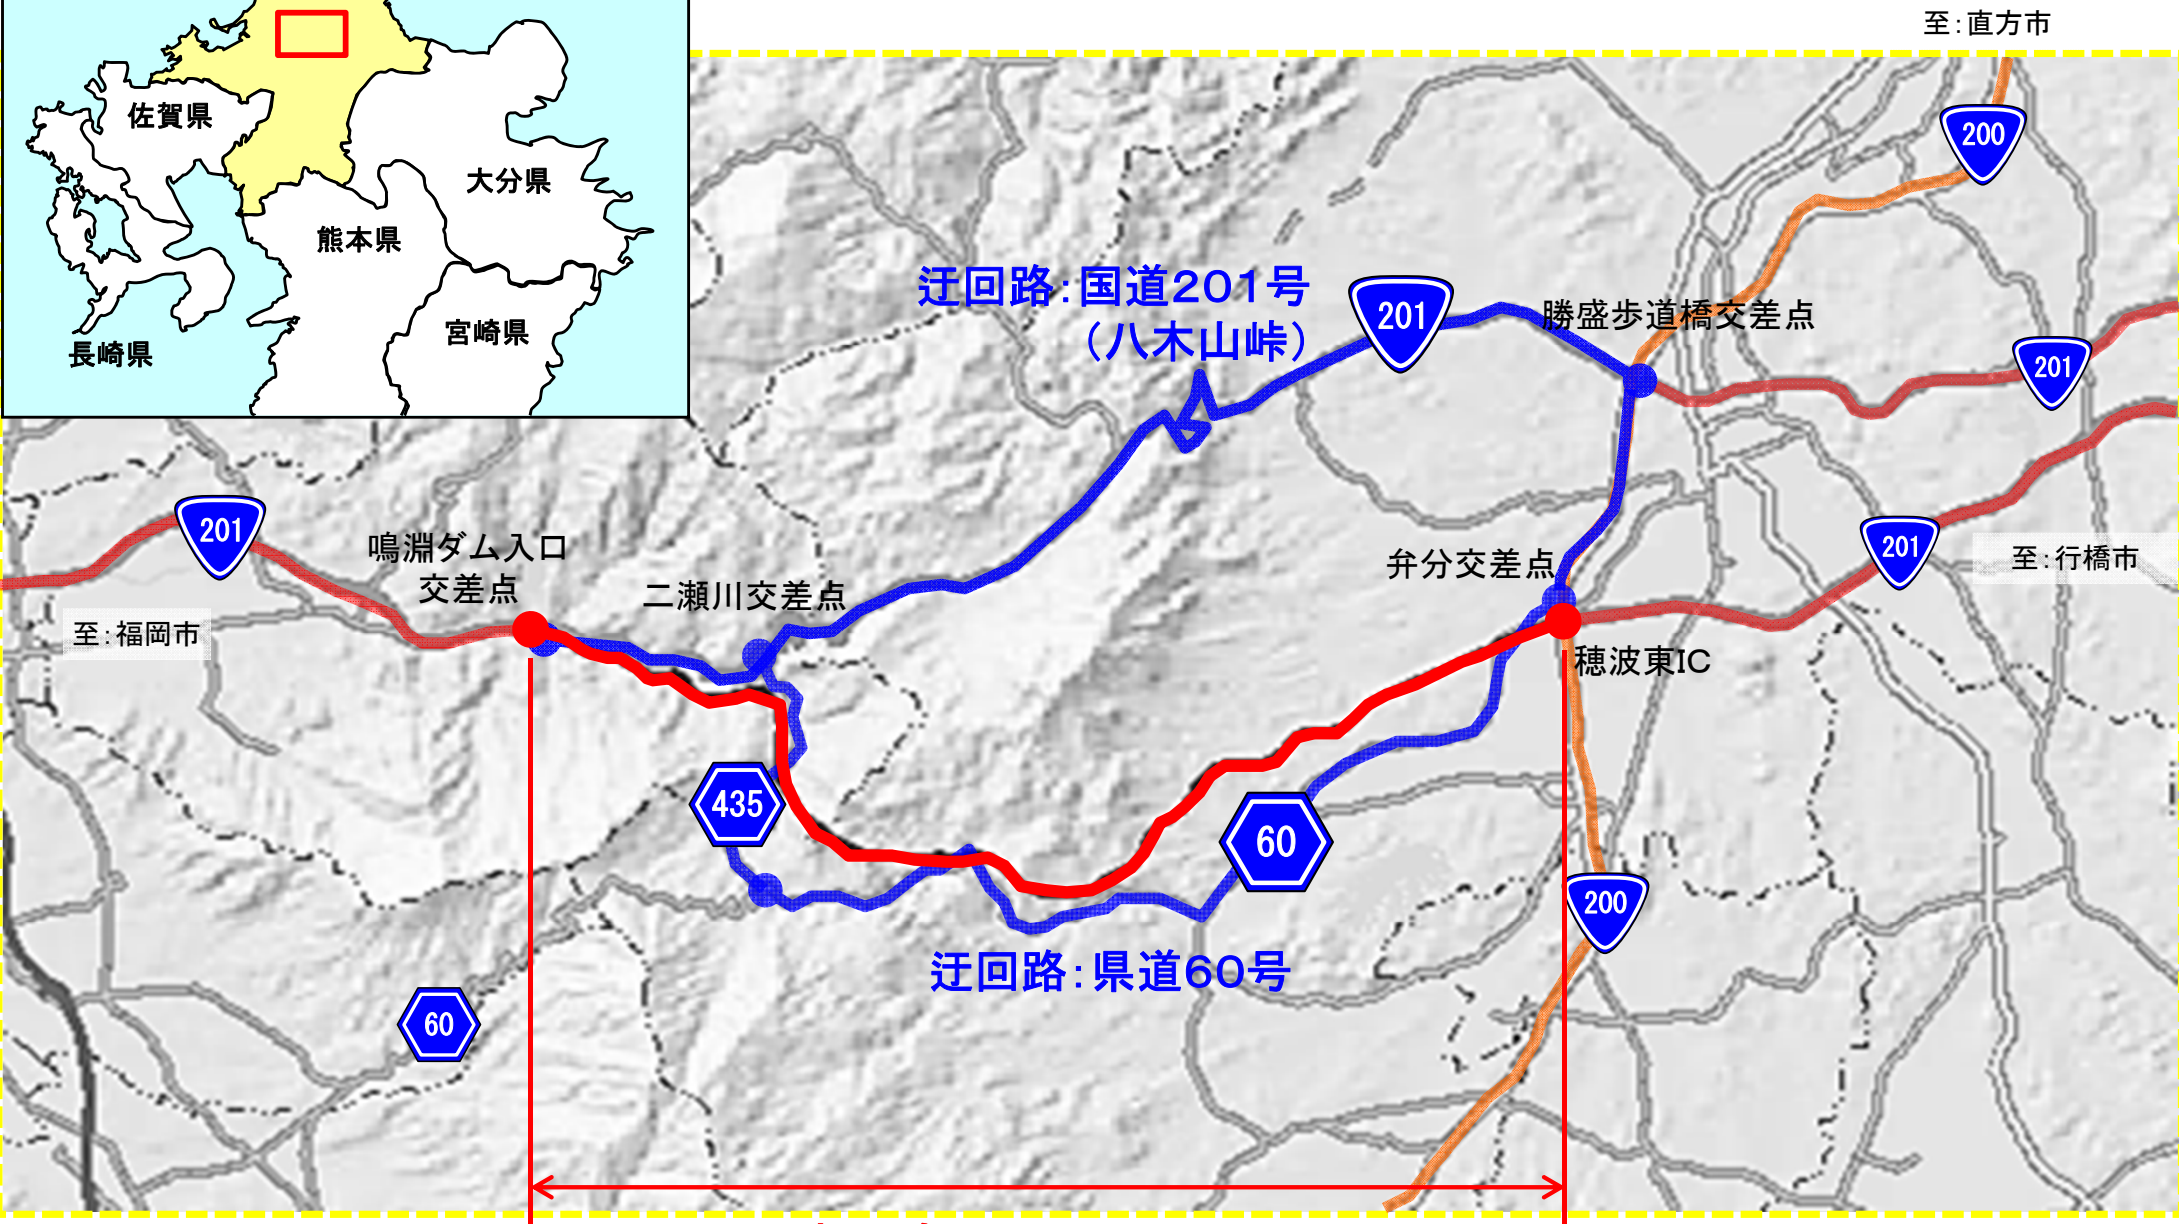 至：直方市
佐賀県
大分県
熊本県
宮崎県
長崎県
200
迂回路：国道201号
（八木山峠）
201
勝盛歩道橋交差点
201
201
鳴淵ダム入口
交差点
二瀬川交差点
弁分交差点
201
至：行橋市
至：福岡市
穂波東IC
435
60
200
迂回路：県道60号
60